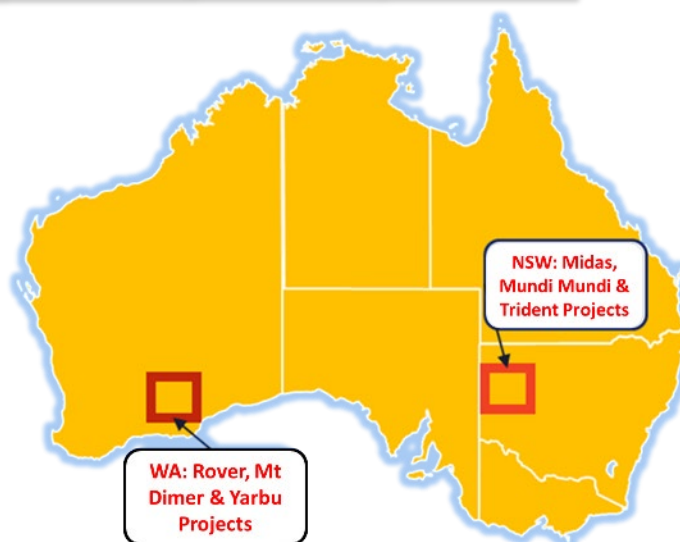 NSW: Midas,
Mundi Mundi &
Trident Projects
WA: Rover, Mt
Dimer & Yarbu
Projects